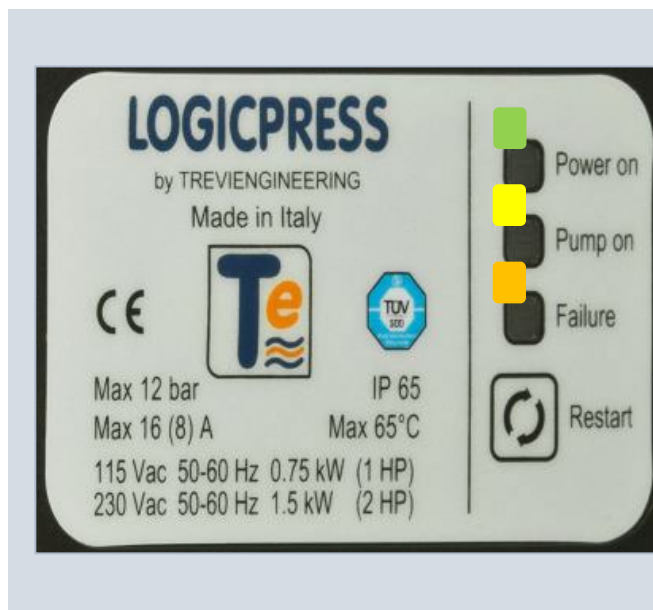 LOGICPRESS
by TREVIENGINEERING
Made in Italy
CE
Te
TÜV
SÜD
Max 12 bar
IP 65
Max 16 (8) A
Max 65°C
115 Vac 50-60 Hz 0.75 kW (1 HP)
230 Vac 50-60 Hz 1.5 kW (2 HP)
Power on
Pump on
Failure
Restart